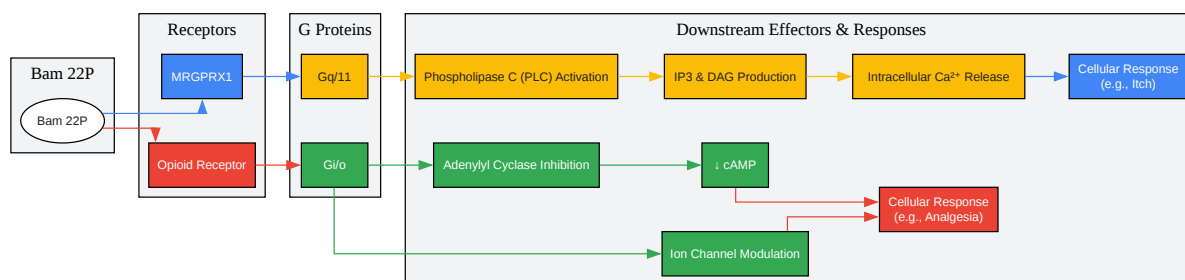 Receptors
G Proteins
Downstream Effectors & Responses
Bam 22P
MRGPRX1
Gq/11
Phospholipase C (PLC) Activation
IP3 & DAG Production
Intracellular Ca²⁺ Release
Cellular Response
(e.g., Itch)
Bam 22P
Opioid Receptor
Gi/o
Adenylyl Cyclase Inhibition
↓ cAMP
Cellular Response
(e.g., Analgesia)
Ion Channel Modulation